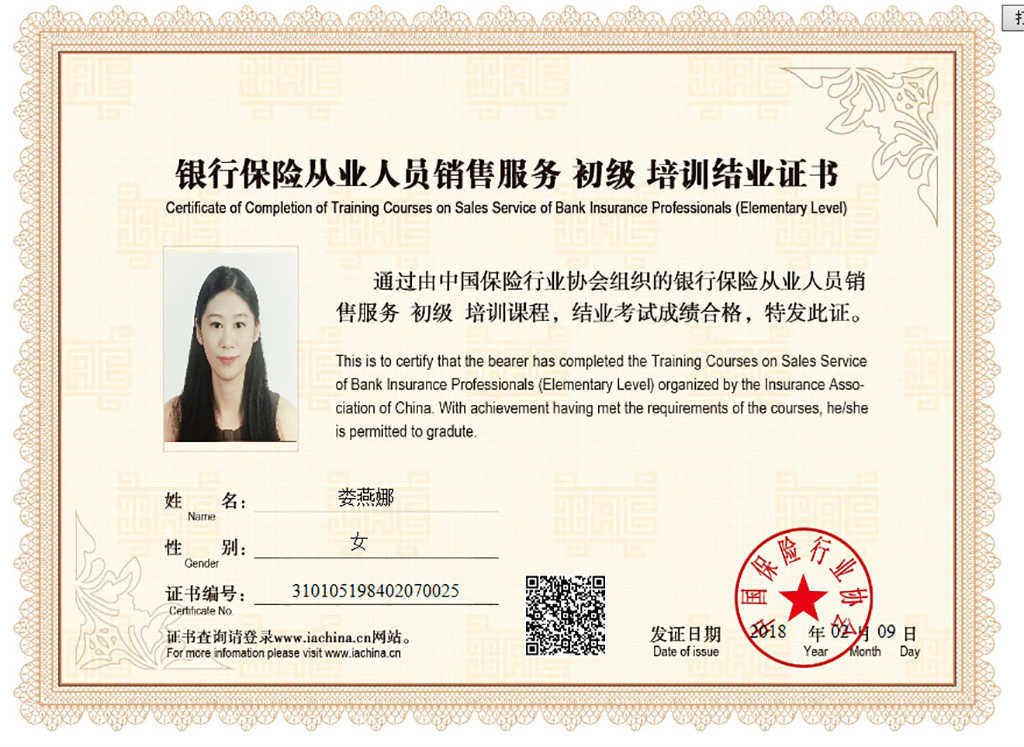 银行保险从业人员销售服务 初级 培训结业证书
Certificate of Completion of Training Courses on Sales Service of Bank Insurance Professionals (Elementary Level)
通过由中国保险行业协会组织的银行保险从业人员销
售服务 初级 培训课程，结业考试成绩合格，特发此证。
This is to certify that the bearer has completed the Training Courses on Sales Service
of Bank Insurance Professionals (Elementary Level) organized by the Insurance Asso-
ciation of China. With achievement having met the requirements of the courses, he/she
is permitted to gradute.
姓 名： 娄燕娜
Name
性 别： 女
Gender
证书编号： 310105198402070025
Certificate No.
证书查询请登录www.iachina.cn网站。
For more infomation please visit www.iachina.cn
中国保险行业协会
发证日期 2018 年 02 月 09 日
Date of issue Year Month Day